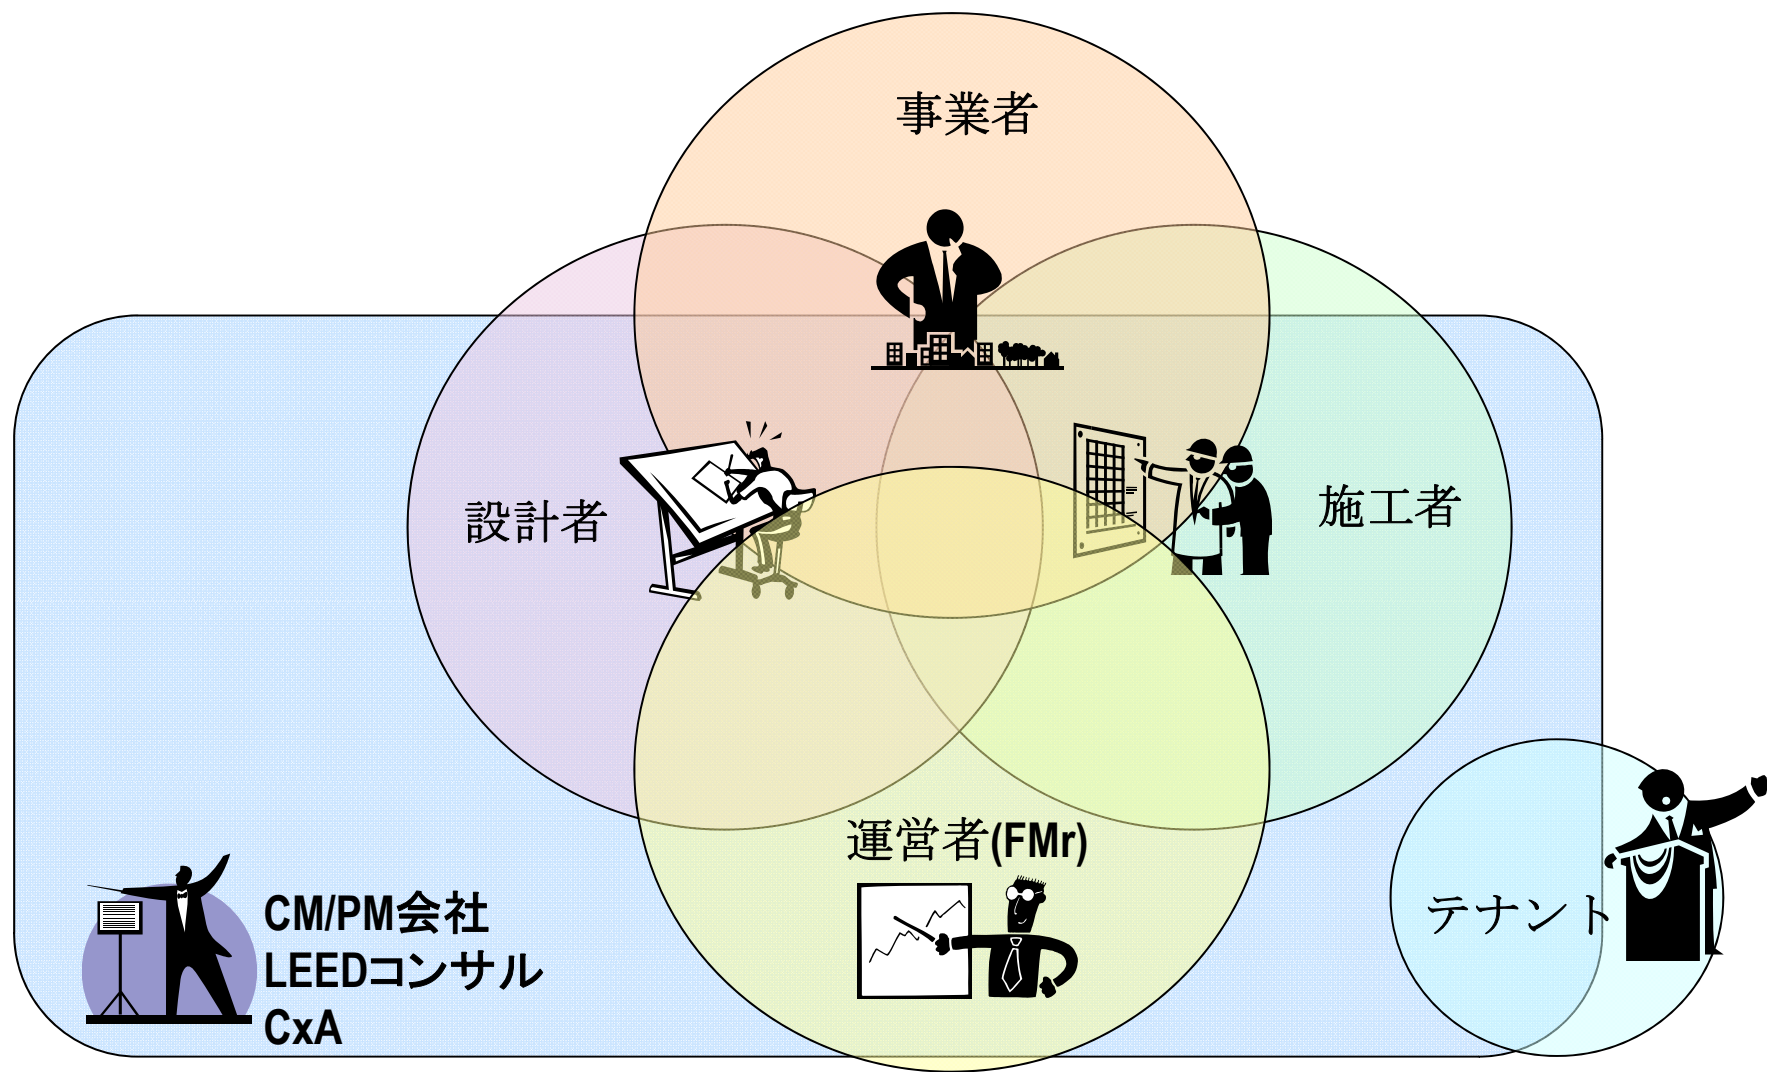 事業者
設計者
施工者
運営者(FMr)
テナント
CM/PM会社
LEEDコンサル
CxA